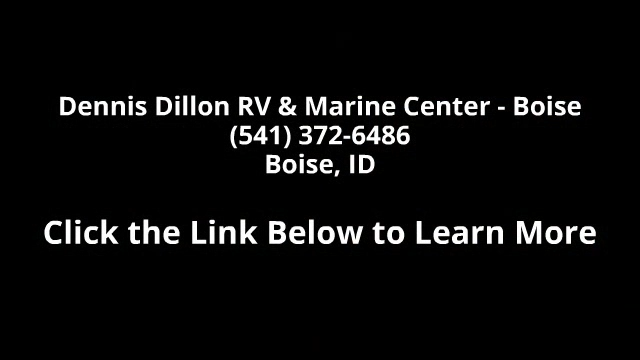 Dennis Dillon RV & Marine Center - Boise
(541) 372-6486
Boise, ID
Click the Link Below to Learn More